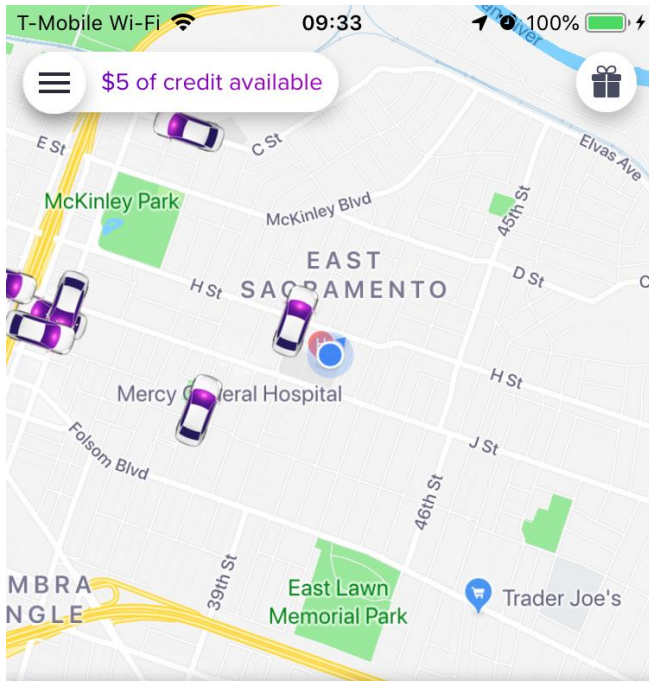 T-Mobile Wi-Fi 09:33 100%
$5 of credit available
E St
C St
Elvas Ave
McKinley Park
McKinley Blvd
45th St
EAST
SACRAMENTO
D St
H St
H St
Mercy General Hospital
J St
Folsom Blvd
46th St
39th St
East Lawn
Memorial Park
Trader Joe's
MBRA
NGLE